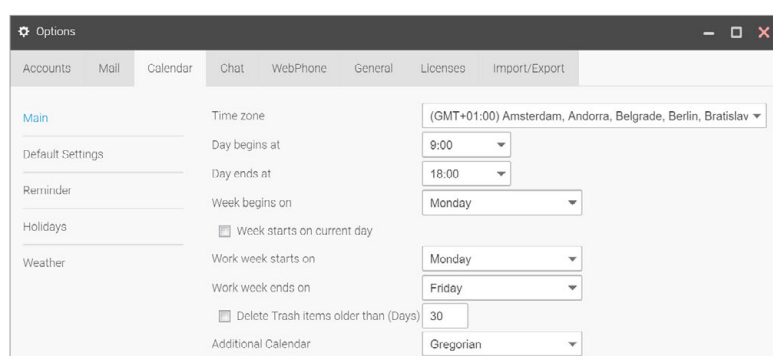 Options
Accounts Mail Calendar Chat WebPhone General Licenses Import/Export
Main
Default Settings
Reminder
Holidays
Weather
Time zone (GMT+01:00) Amsterdam, Andorra, Belgrade, Berlin, Bratislav
Day begins at 9:00
Day ends at 18:00
Week begins on Monday
Week starts on current day
Work week starts on Monday
Work week ends on Friday
Delete Trash items older than (Days) 30
Additional Calendar Gregorian